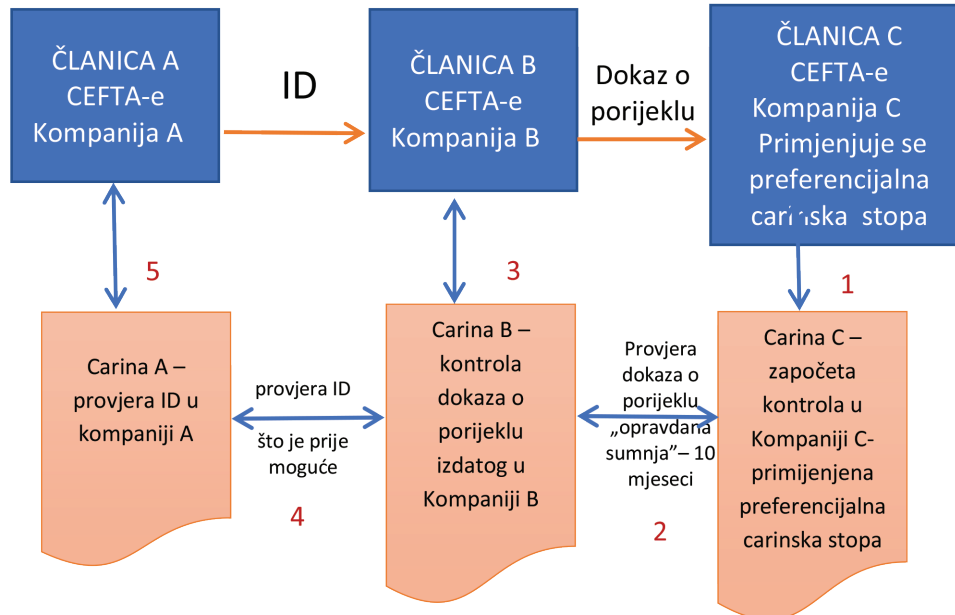 ČLANICA A
CEFTA-e
Kompanija A
ID
ČLANICA B
CEFTA-e
Kompanija B
Dokaz o
porijeklu
ČLANICA C
CEFTA-e
Kompanija C
Primjenjuje se
preferencijalna
carinska stopa
5
3
1
Carina A –
provjera ID u
kompaniji A
provjera ID
što je prije
moguće
4
Carina B –
kontrola
dokaza o
porijeklu
izdatog u
Kompaniji B
Provjera
dokaza o
porijeklu
„opravdana
sumnja”– 10
mjeseci
2
Carina C –
započeta
kontrola u
Kompaniji C-
primijenjena
preferencijalna
carinska stopa